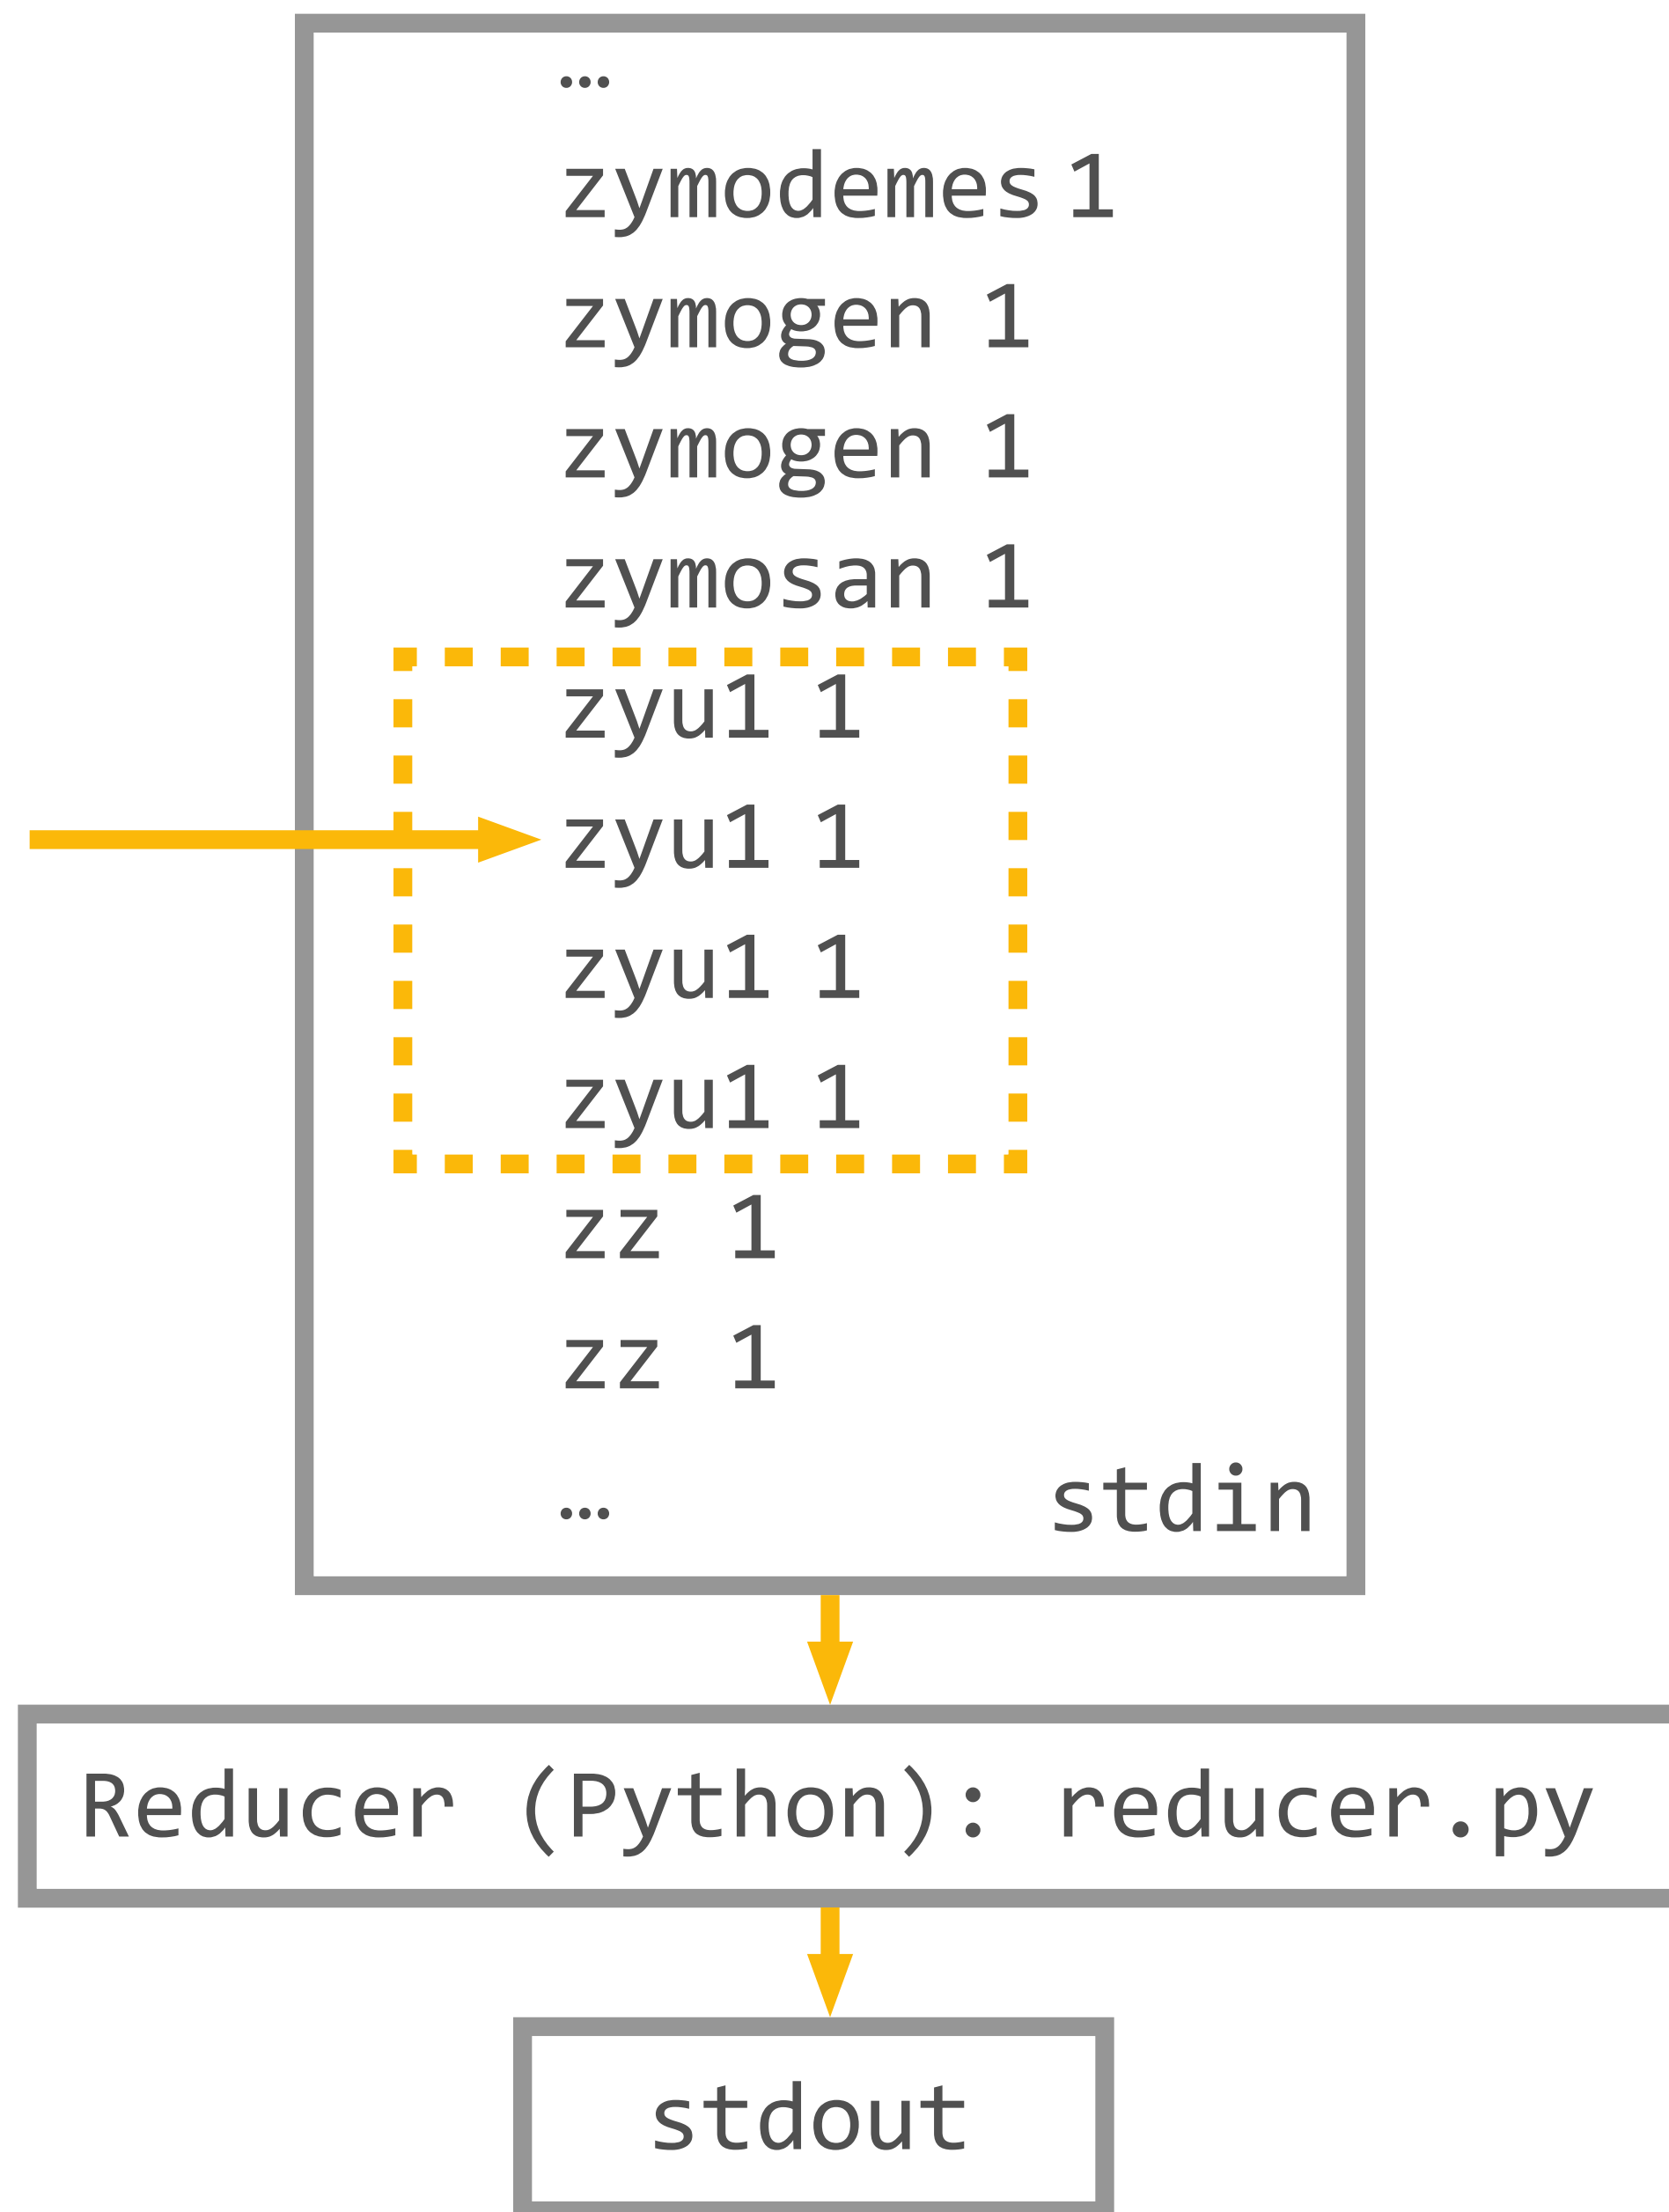 …
zymodemes 1
zymogen 1
zymogen 1
zymosan 1
zyu1 1
zyu1 1
zyu1 1
zyu1 1
zz 1
zz 1
… stdin
Reducer (Python): reducer.py
stdout